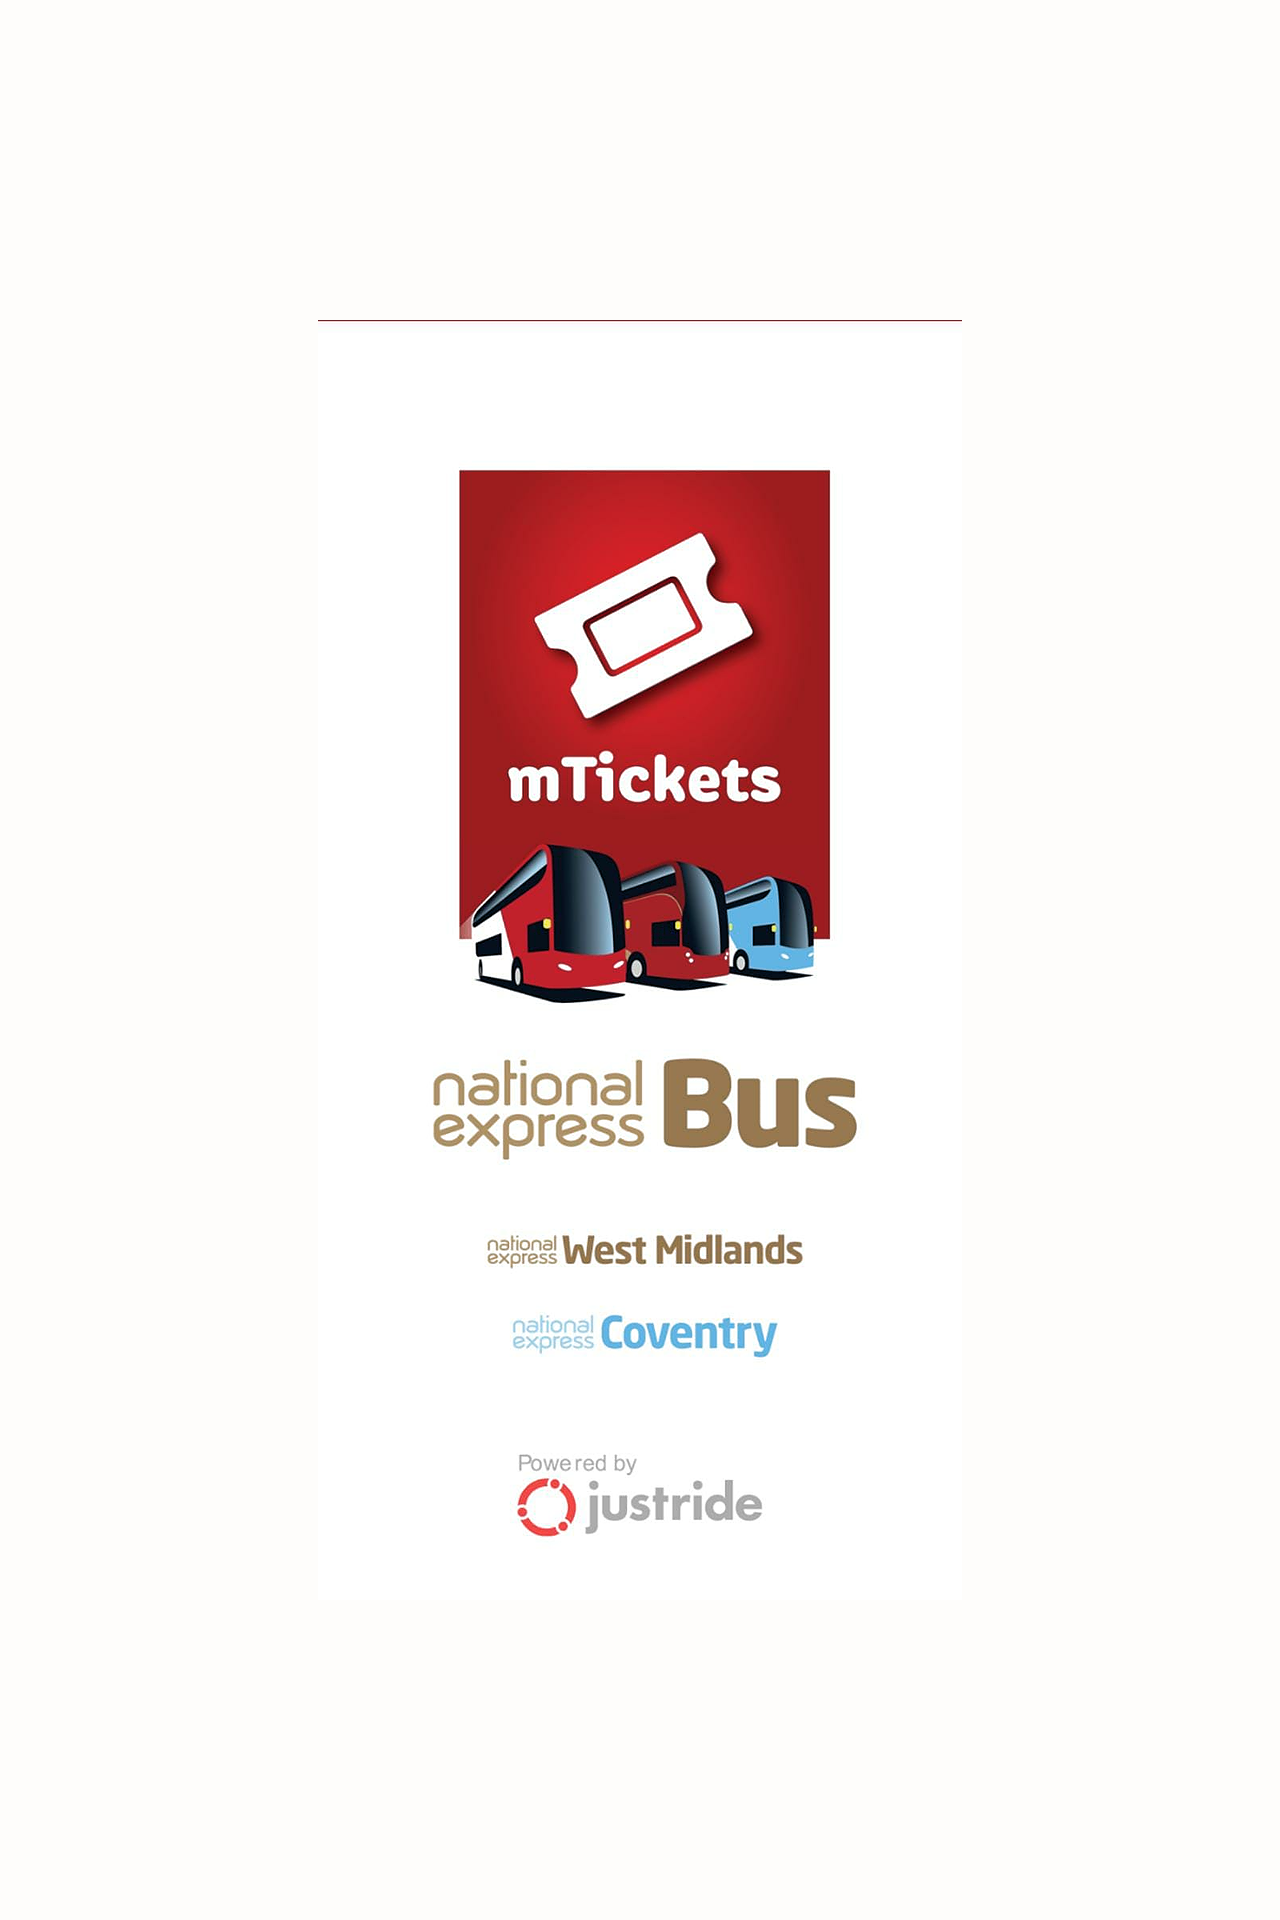 mTickets
national
express Bus
national
express West Midlands
national
express Coventry
Powered by
justride